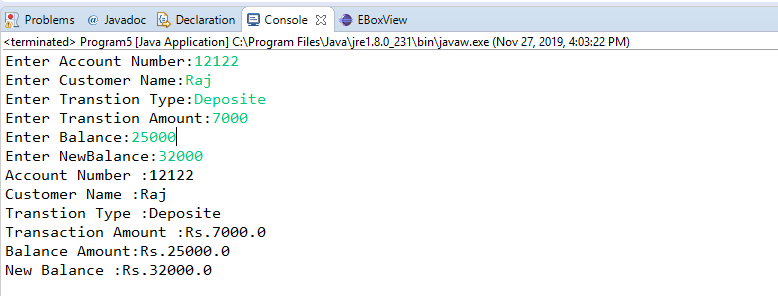 Problems @ Javadoc Declaration Console EBoxView
<terminated> Program5 [Java Application] C:\Program Files\Java\jre1.8.0_231\bin\javaw.exe (Nov 27, 2019, 4:03:22 PM)
Enter Account Number:12122
Enter Customer Name:Raj
Enter Transtion Type:Deposite
Enter Transtion Amount:7000
Enter Balance:25000
Enter NewBalance:32000
Account Number :12122
Customer Name :Raj
Transtion Type :Deposite
Transaction Amount :Rs.7000.0
Balance Amount:Rs.25000.0
New Balance :Rs.32000.0